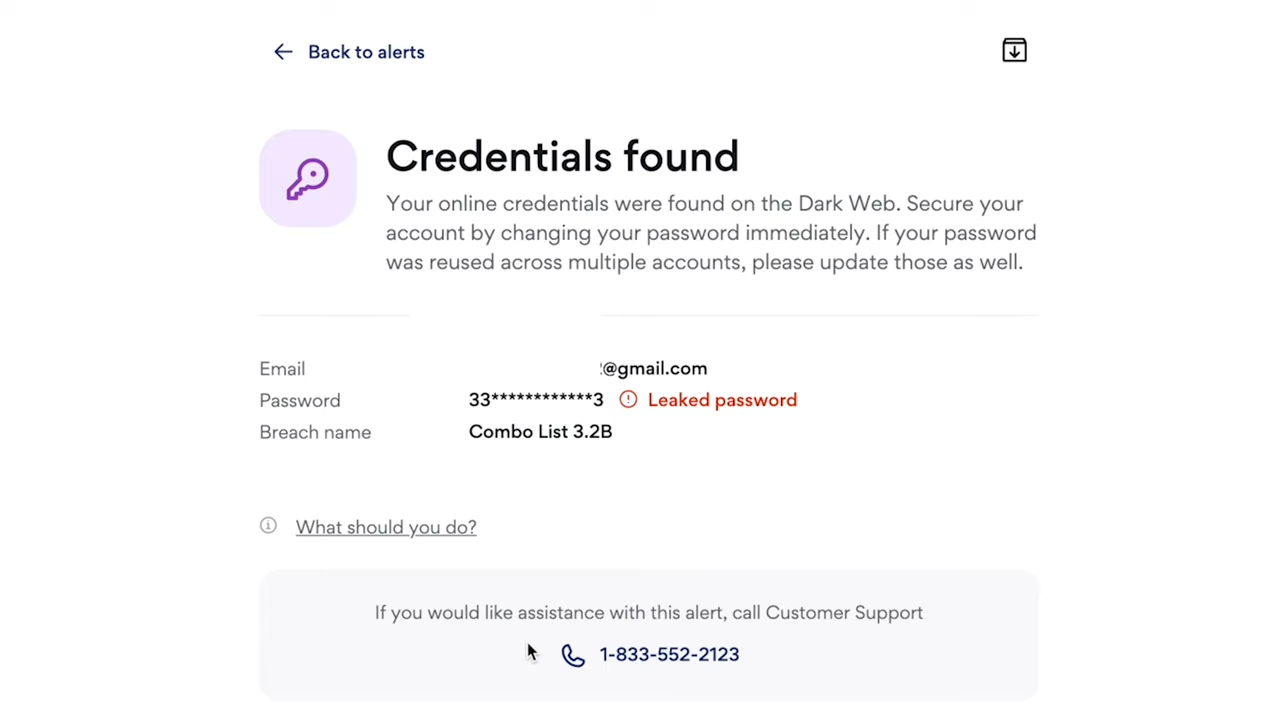 Back to alerts
Credentials found
Your online credentials were found on the Dark Web. Secure your
account by changing your password immediately. If your password
was reused across multiple accounts, please update those as well.
Email @gmail.com
Password 33************3 Leaked password
Breach name Combo List 3.2B
What should you do?
If you would like assistance with this alert, call Customer Support
1-833-552-2123